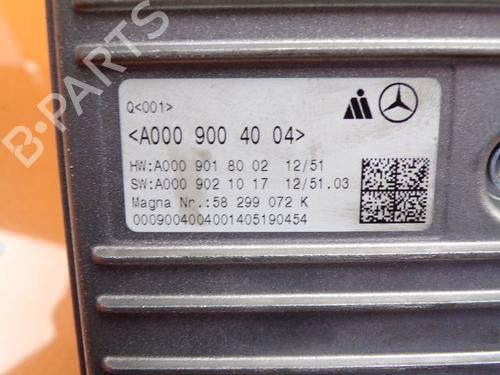 B-PARTS
Q<001>
<A000 900 40 04>
HW:A000 901 80 02 12/51
SW:A000 902 10 17 12/51.03
Magna Nr.:58 299 072 K
0009004004001405190454